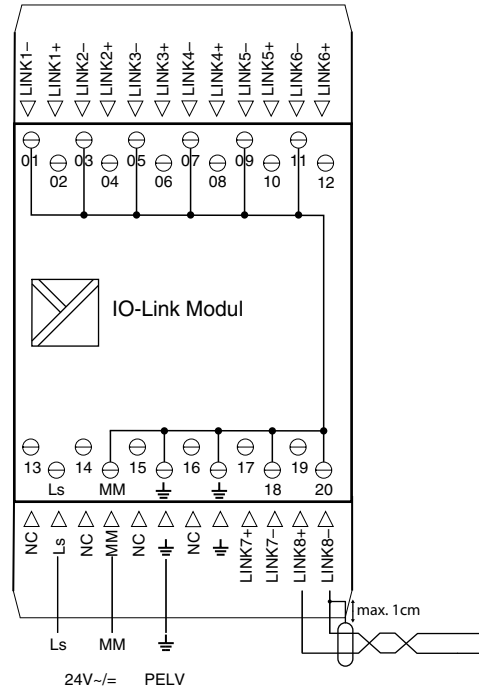 LINK1− LINK1+ LINK2− LINK2+ LINK3− LINK3+ LINK4− LINK4+ LINK5− LINK5+ LINK6− LINK6+
01 03 05 07 09 11
02 04 06 08 10 12
IO-Link Modul
13 14 15 16 17 19
Ls MM 18 20
NC Ls NC MM NC NC LINK7+ LINK7− LINK8+ LINK8−
max. 1cm
Ls MM
24V~/= PELV